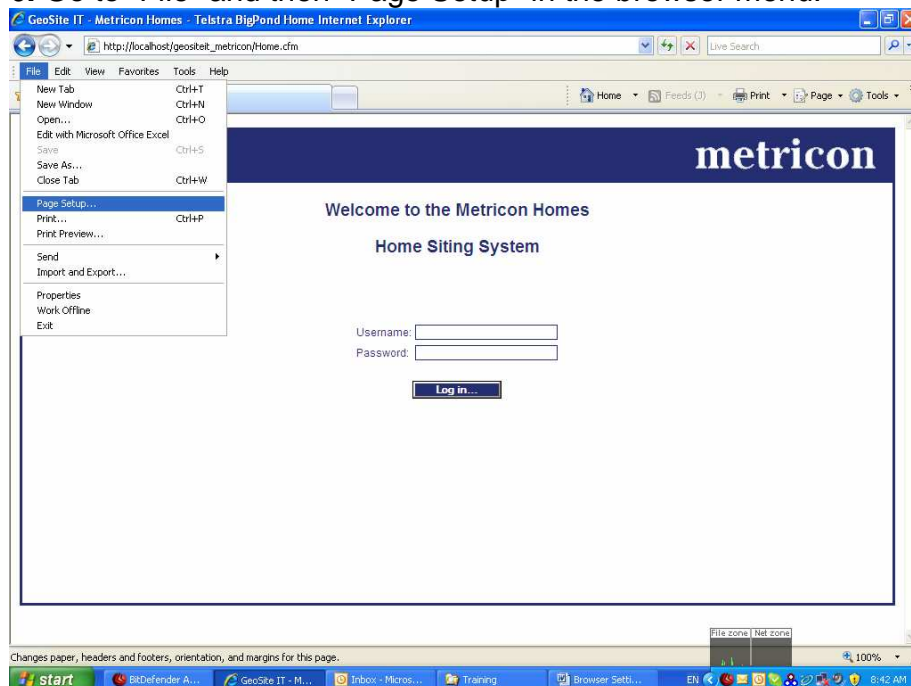 Go to "File" and then "Page Setup" in the browser menu.
GeoSite IT - Metricon Homes - Telstra BigPond Home Internet Explorer
http://localhost/geositeit_metricon/Home.cfm
Live Search
File Edit View Favorites Tools Help
Home Feeds (J) Print Page Tools
New Tab Ctrl+T
New Window Ctrl+N
Open... Ctrl+O
Edit with Microsoft Office Excel
Save Ctrl+S
Save As...
Close Tab Ctrl+W
Page Setup...
Print... Ctrl+P
Print Preview...
Send
Import and Export...
Properties
Work Offline
Exit
metricon
Welcome to the Metricon Homes
Home Siting System
Username:
Password:
Log in...
File zone Net zone
Changes paper, headers and footers, orientation, and margins for this page.
100%
start BitDefender A... GeoSite IT - M... Inbox - Micros... Training Browser Setti... EN 8:42 AM